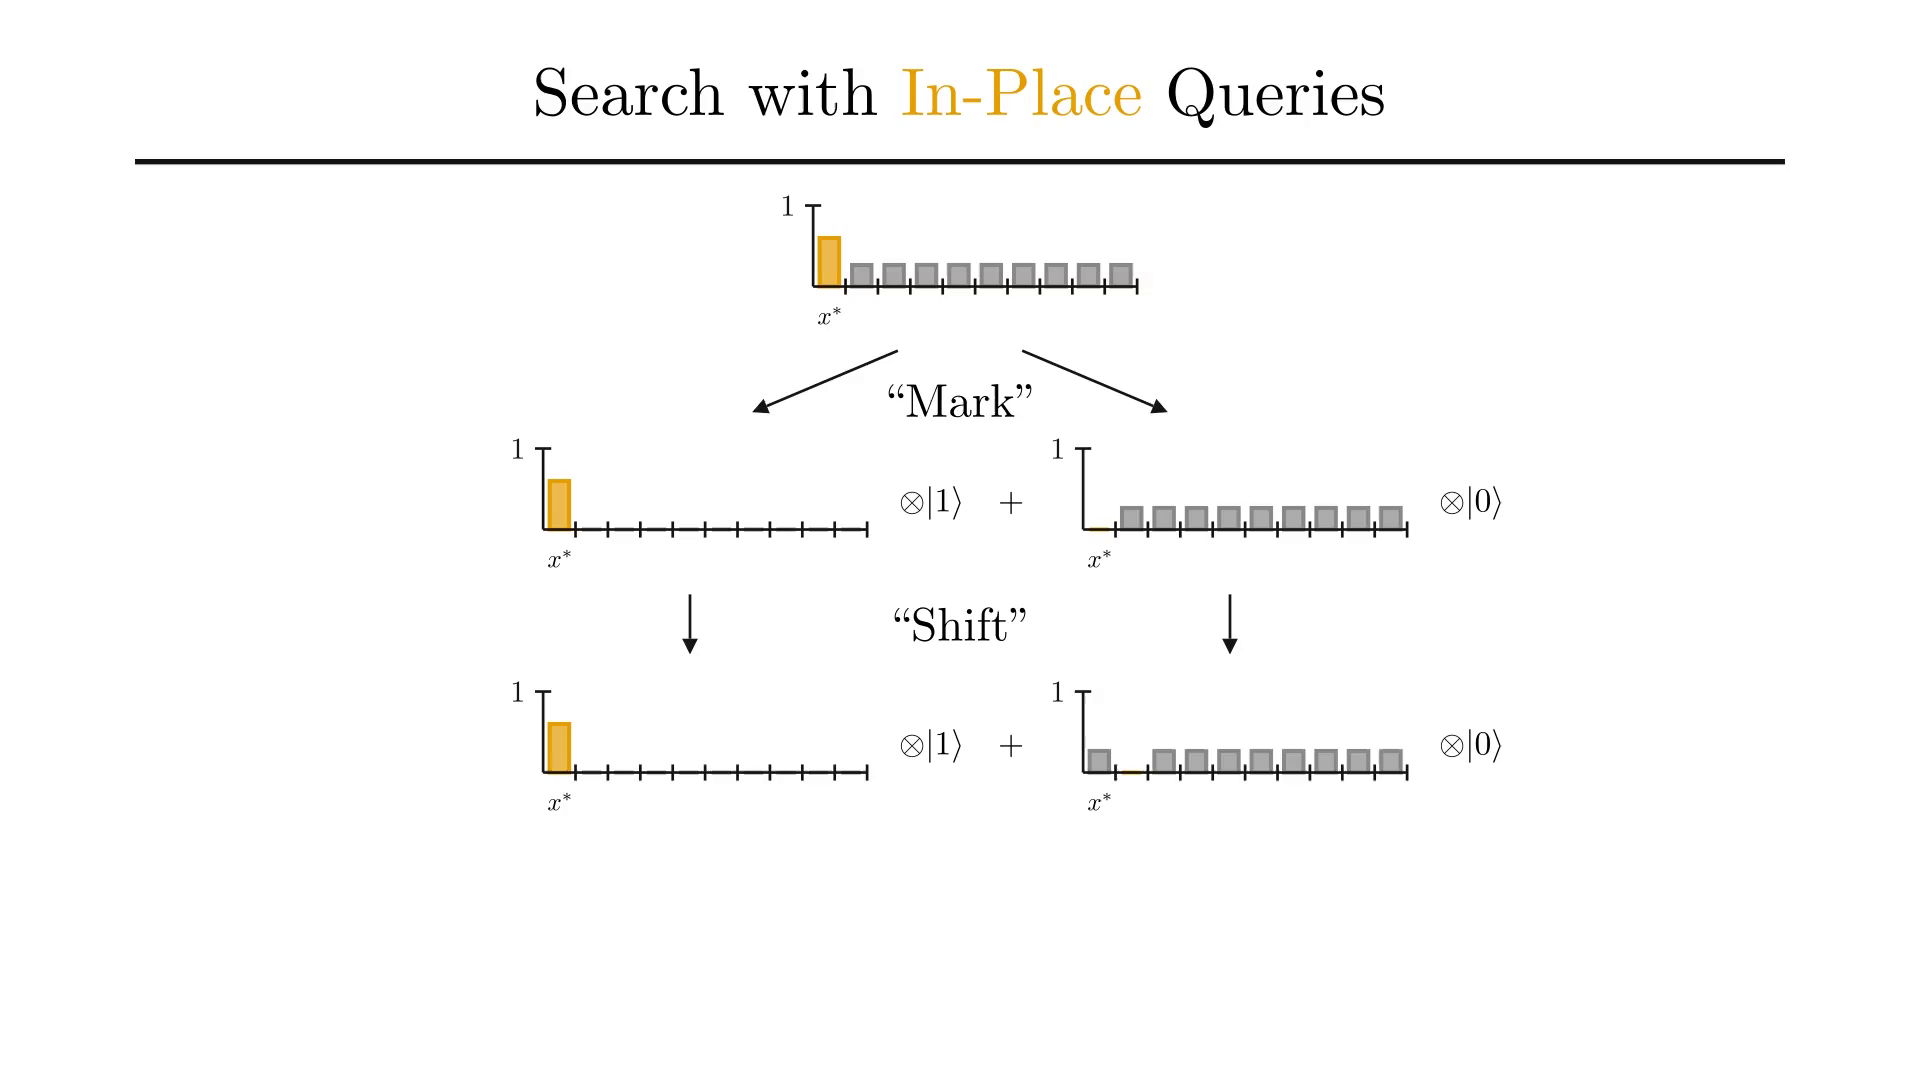 Search with In-Place Queries
1
x*
“Mark”
1 ⊗|1⟩ + 1 ⊗|0⟩
x* x*
“Shift”
1 ⊗|1⟩ + 1 ⊗|0⟩
x* x*